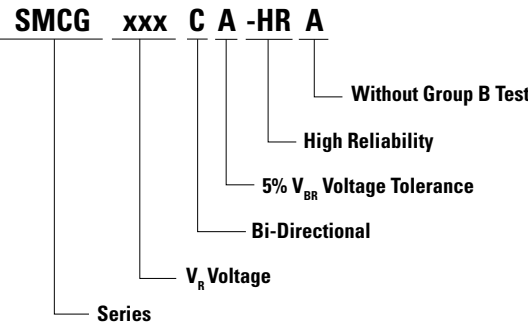 SMCG xxx C A -HR A
Without Group B Test
High Reliability
5% VBR Voltage Tolerance
Bi-Directional
VR Voltage
Series